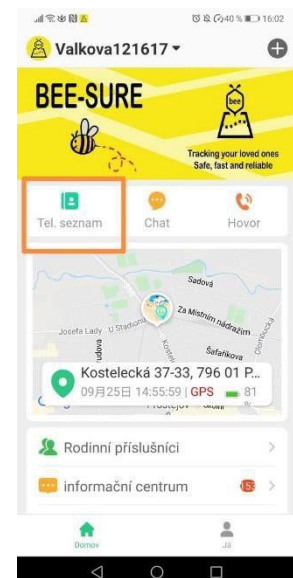 40 % 16:02
Valkova121617
BEE-SURE
bee
Tracking your loved ones
Safe, fast and reliable
Tel. seznam
Chat
Hovor
Sadová
Za Místním nádražím
Josefa Lady
U Stadionu
Šafaříkova
Kostelecká 37-33, 796 01 P...
09月25日 14:55:59 | GPS 81
Prostějov
Rodinní příslušníci
informační centrum
Domov
Já